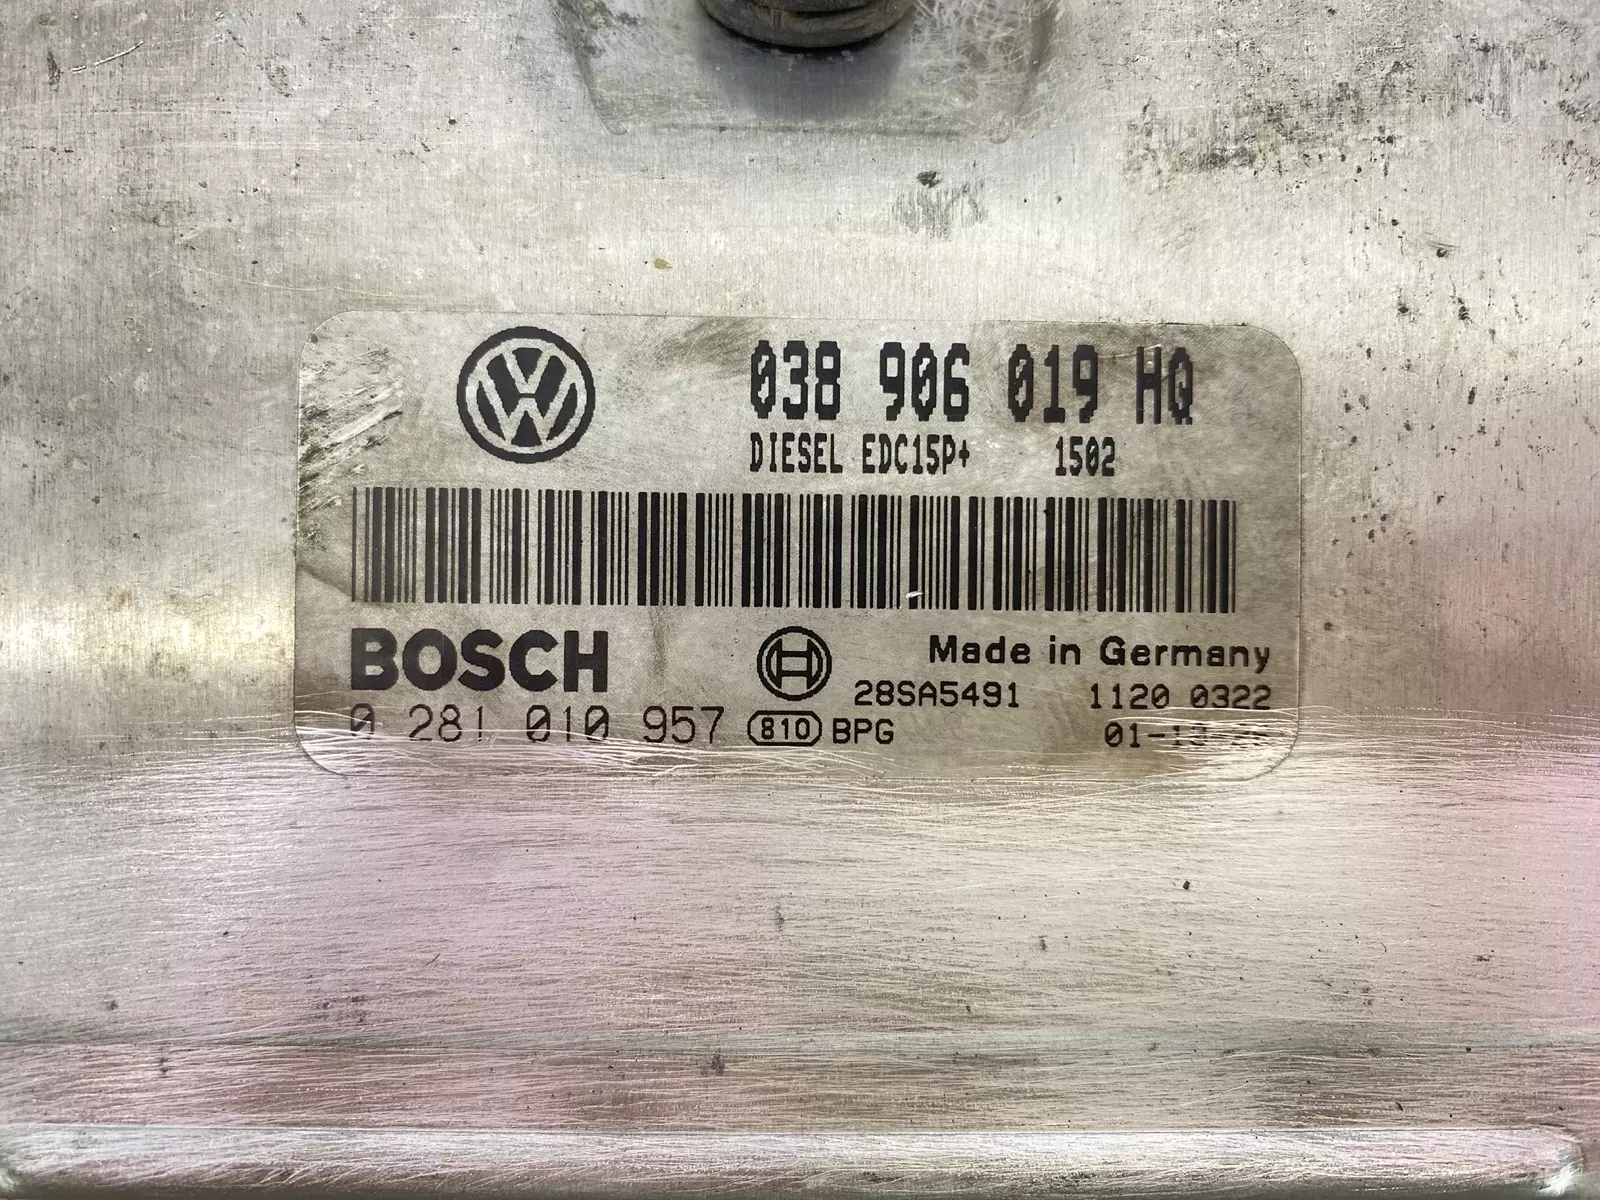 038 906 019 HQ
DIESEL EDC15P+ 1502
BOSCH
Made in Germany
28SA5491 1120 0322
0 281 010 957 810 BPG